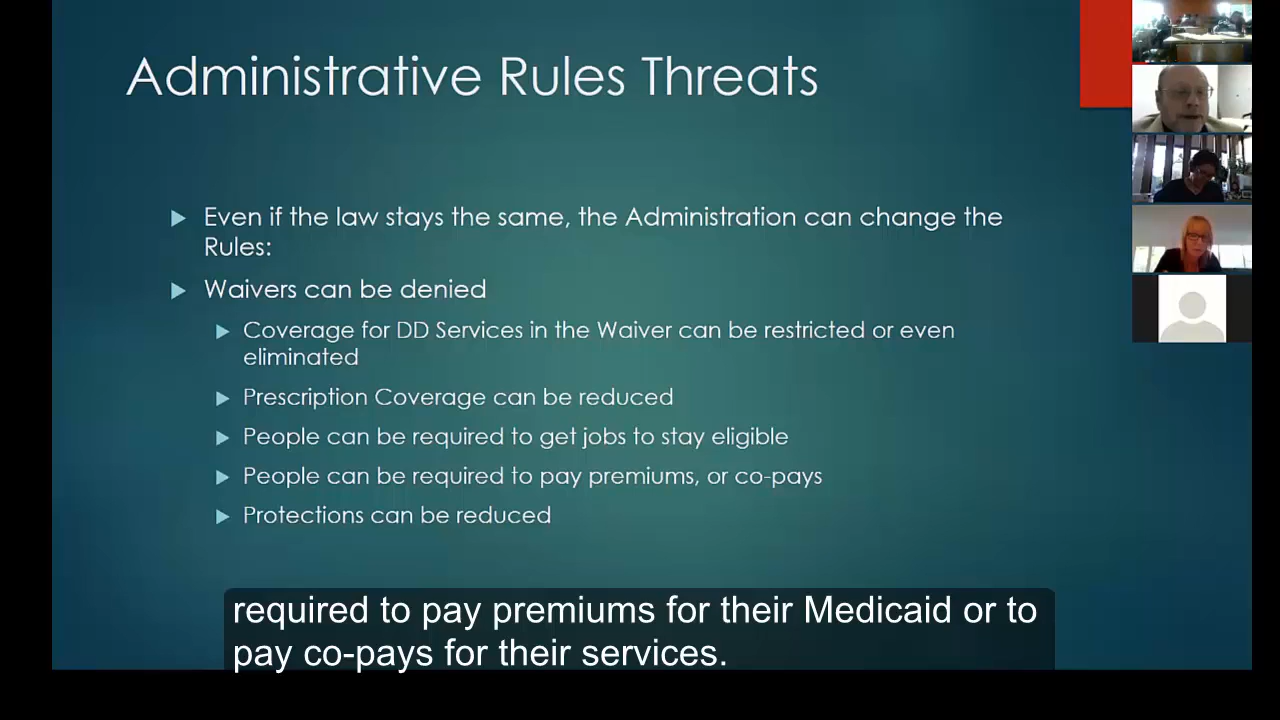 Administrative Rules Threats
Even if the law stays the same, the Administration can change the
Rules:
Waivers can be denied
Coverage for DD Services in the Waiver can be restricted or even
eliminated
Prescription Coverage can be reduced
People can be required to get jobs to stay eligible
People can be required to pay premiums, or co-pays
Protections can be reduced
required to pay premiums for their Medicaid or to
pay co-pays for their services.